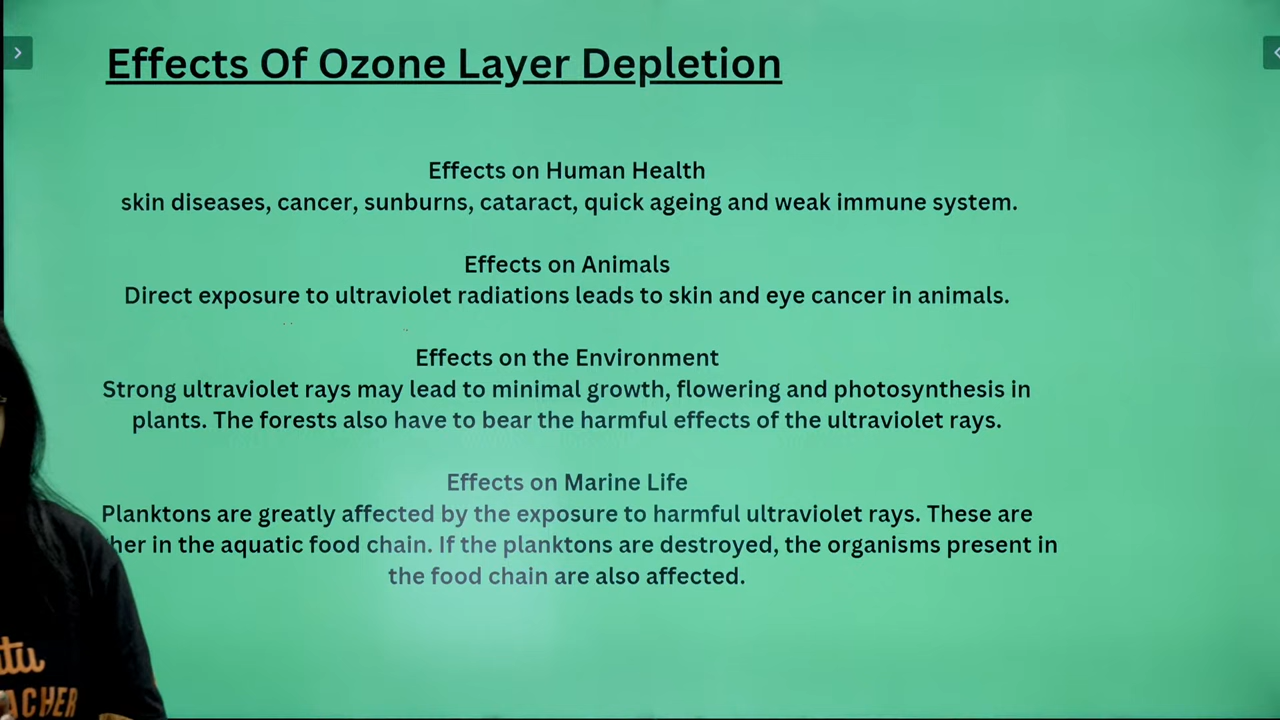 Effects Of Ozone Layer Depletion
Effects on Human Health
skin diseases, cancer, sunburns, cataract, quick ageing and weak immune system.
Effects on Animals
Direct exposure to ultraviolet radiations leads to skin and eye cancer in animals.
Effects on the Environment
Strong ultraviolet rays may lead to minimal growth, flowering and photosynthesis in
plants. The forests also have to bear the harmful effects of the ultraviolet rays.
Effects on Marine Life
Planktons are greatly affected by the exposure to harmful ultraviolet rays. These are
in the aquatic food chain. If the planktons are destroyed, the organisms present in
the food chain are also affected.